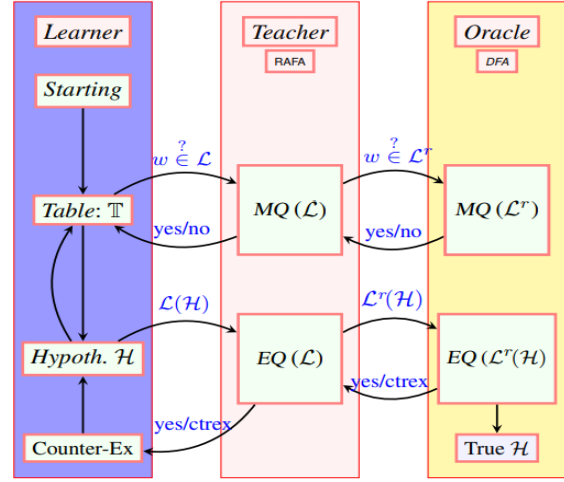 Learner
Teacher
Oracle
RAFA
DFA
Starting
w ∈? ℒ
w ∈? ℒʳ
Table: 𝕋
MQ (ℒ)
MQ (ℒʳ)
yes/no
yes/no
ℒ(ℋ)
ℒʳ(ℋ)
Hypoth. ℋ
EQ (ℒ)
EQ (ℒʳ(ℋ)
yes/ctrex
yes/ctrex
Counter-Ex
True ℋ